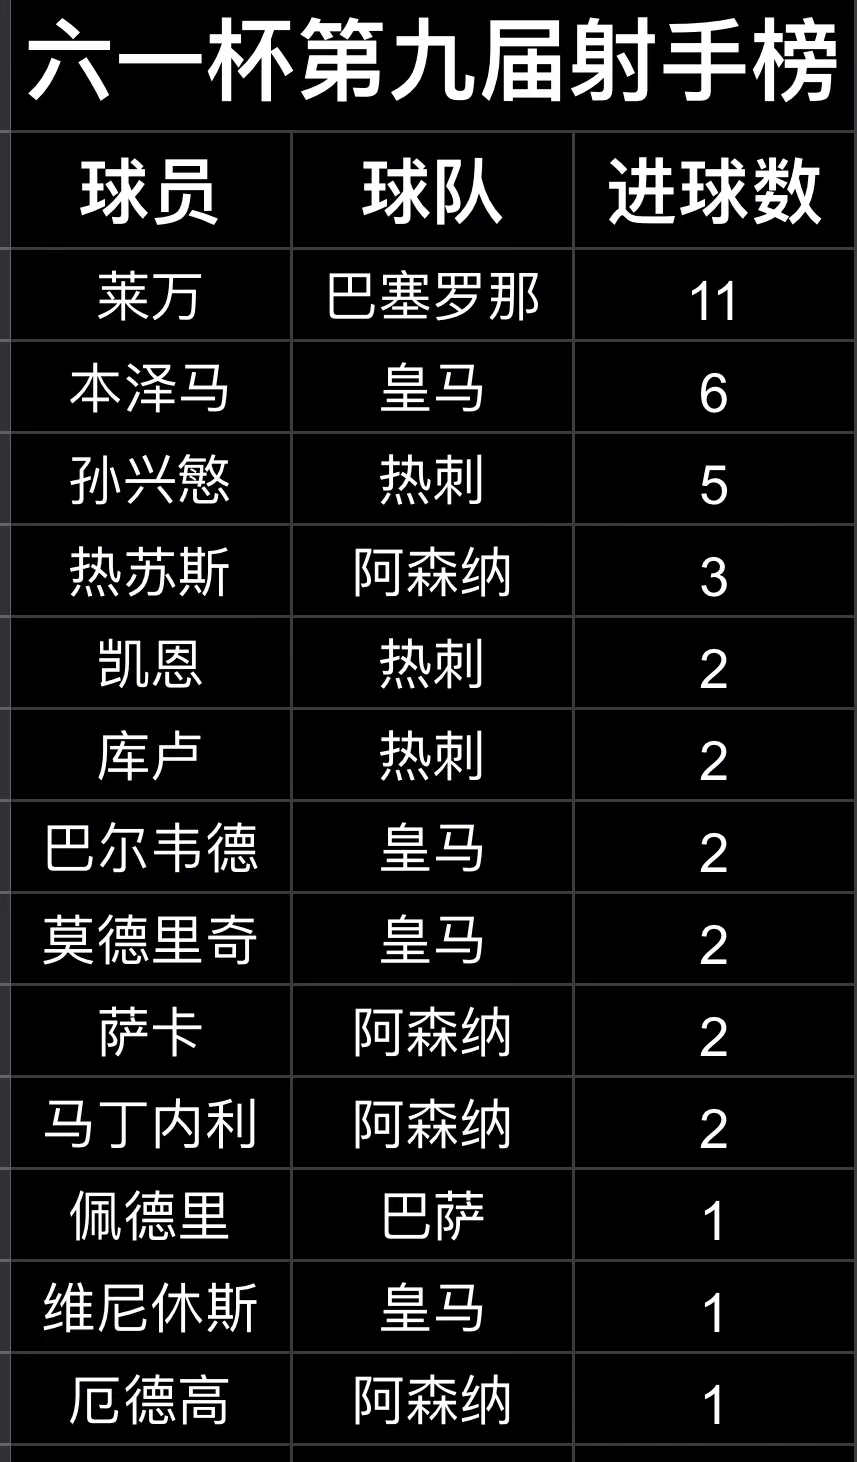 六一杯第九届射手榜
球员 球队 进球数
莱万 巴塞罗那 11
本泽马 皇马 6
孙兴慜 热刺 5
热苏斯 阿森纳 3
凯恩 热刺 2
库卢 热刺 2
巴尔韦德 皇马 2
莫德里奇 皇马 2
萨卡 阿森纳 2
马丁内利 阿森纳 2
佩德里 巴萨 1
维尼休斯 皇马 1
厄德高 阿森纳 1